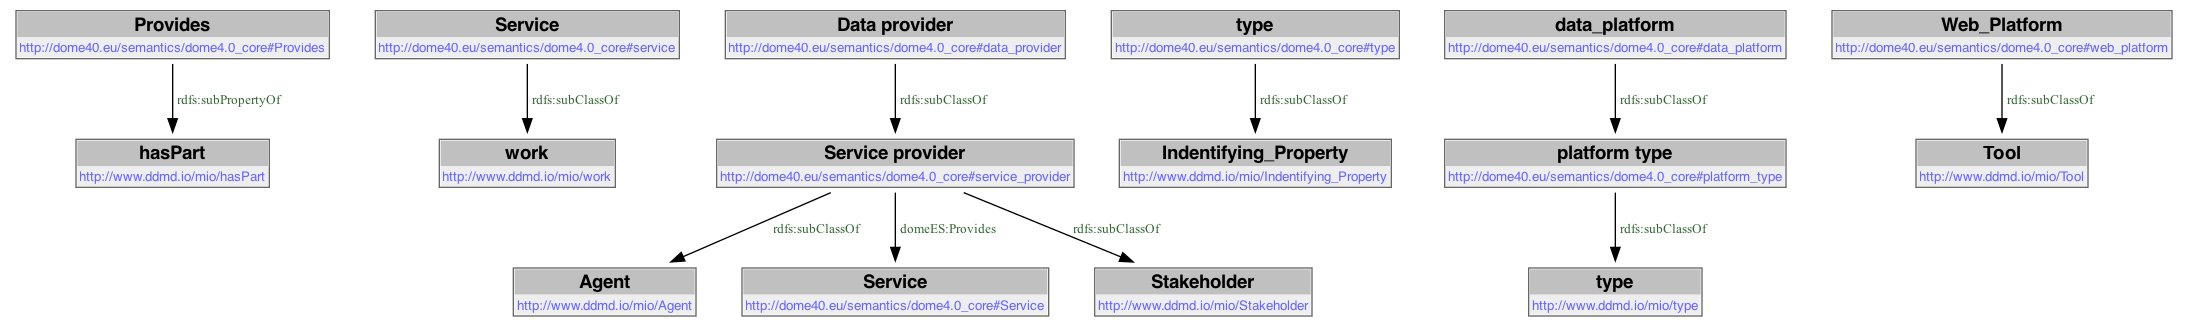 Provides
http://dome40.eu/semantics/dome4.0_core#Provides
Service
http://dome40.eu/semantics/dome4.0_core#service
Data provider
http://dome40.eu/semantics/dome4.0_core#data_provider
type
http://dome40.eu/semantics/dome4.0_core#type
data_platform
http://dome40.eu/semantics/dome4.0_core#data_platform
Web_Platform
http://dome40.eu/semantics/dome4.0_core#web_platform
rdfs:subPropertyOf
rdfs:subClassOf
rdfs:subClassOf
rdfs:subClassOf
rdfs:subClassOf
rdfs:subClassOf
hasPart
http://www.ddmd.io/mio/hasPart
work
http://www.ddmd.io/mio/work
Service provider
http://dome40.eu/semantics/dome4.0_core#service_provider
Indentifying_Property
http://www.ddmd.io/mio/Indentifying_Property
platform type
http://dome40.eu/semantics/dome4.0_core#platform_type
Tool
http://www.ddmd.io/mio/Tool
rdfs:subClassOf
domeES:Provides
rdfs:subClassOf
rdfs:subClassOf
Agent
http://www.ddmd.io/mio/Agent
Service
http://dome40.eu/semantics/dome4.0_core#Service
Stakeholder
http://www.ddmd.io/mio/Stakeholder
type
http://www.ddmd.io/mio/type